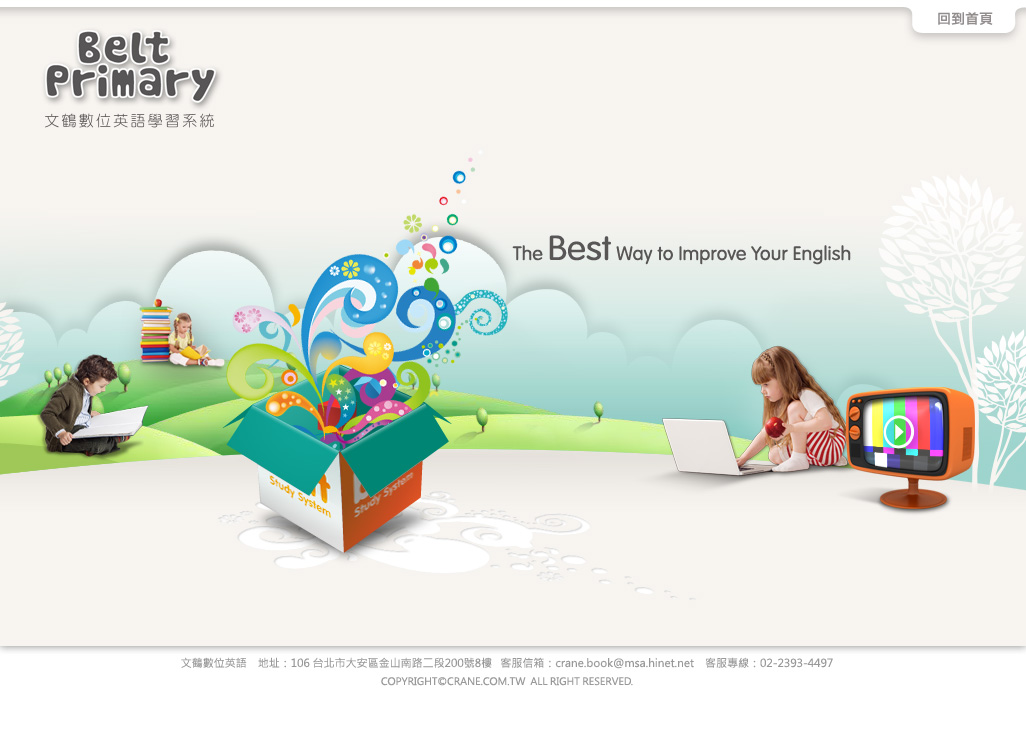 回到首頁
Belt
Primary
文鶴數位英語學習系統
The Best Way to Improve Your English
Study System
Study System
文鶴數位英語 地址：106 台北市大安區金山南路二段200號8樓 客服信箱：crane.book@msa.hinet.net 客服專線：02-2393-4497
COPYRIGHT©CRANE.COM.TW ALL RIGHT RESERVED.